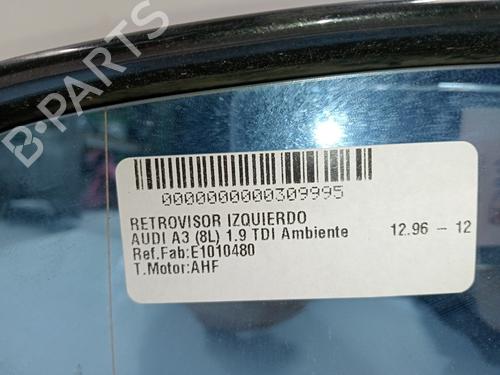 B-PARTS
0000000000309995
RETROVISOR IZQUIERDO
AUDI A3 (8L) 1.9 TDI Ambiente 12.96 - 12
Ref.Fab:E1010480
T.Motor:AHF